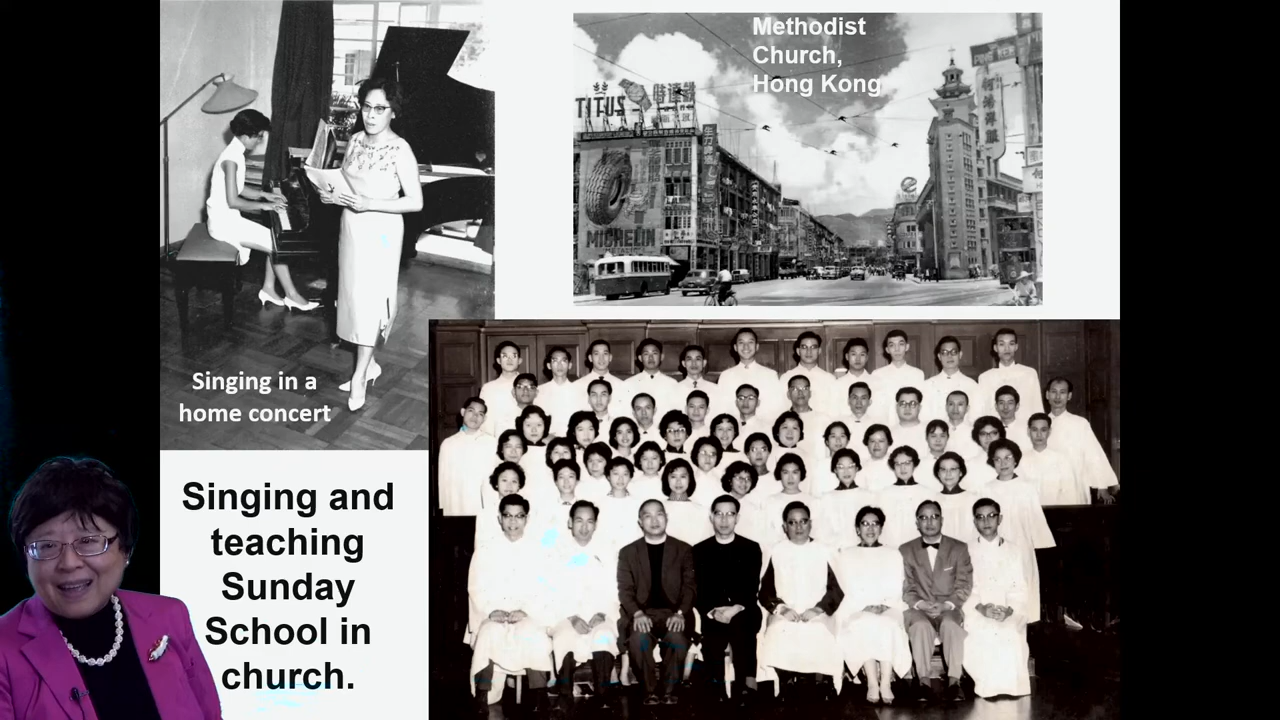 Singing in a
home concert
Methodist
Church,
Hong Kong
TITUS
MICHELIN
Singing and
teaching
Sunday
School in
church.